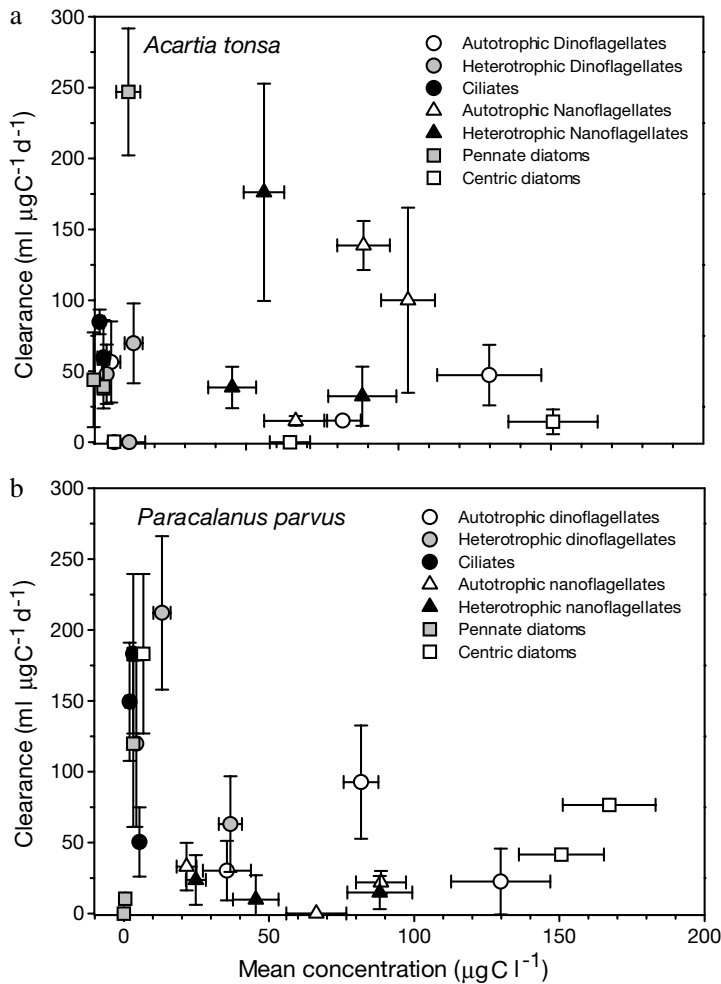 a
Acartia tonsa
Autotrophic Dinoflagellates
Heterotrophic Dinoflagellates
Ciliates
Autotrophic Nanoflagellates
Heterotrophic Nanoflagellates
Pennate diatoms
Centric diatoms
Clearance (ml µgC⁻¹ d⁻¹)
300
250
200
150
100
50
0
b
Paracalanus parvus
Autotrophic dinoflagellates
Heterotrophic dinoflagellates
Ciliates
Autotrophic nanoflagellates
Heterotrophic nanoflagellates
Pennate diatoms
Centric diatoms
Clearance (ml µgC⁻¹ d⁻¹)
300
250
200
150
100
50
0
0 50 100 150 200
Mean concentration (µgC l⁻¹)